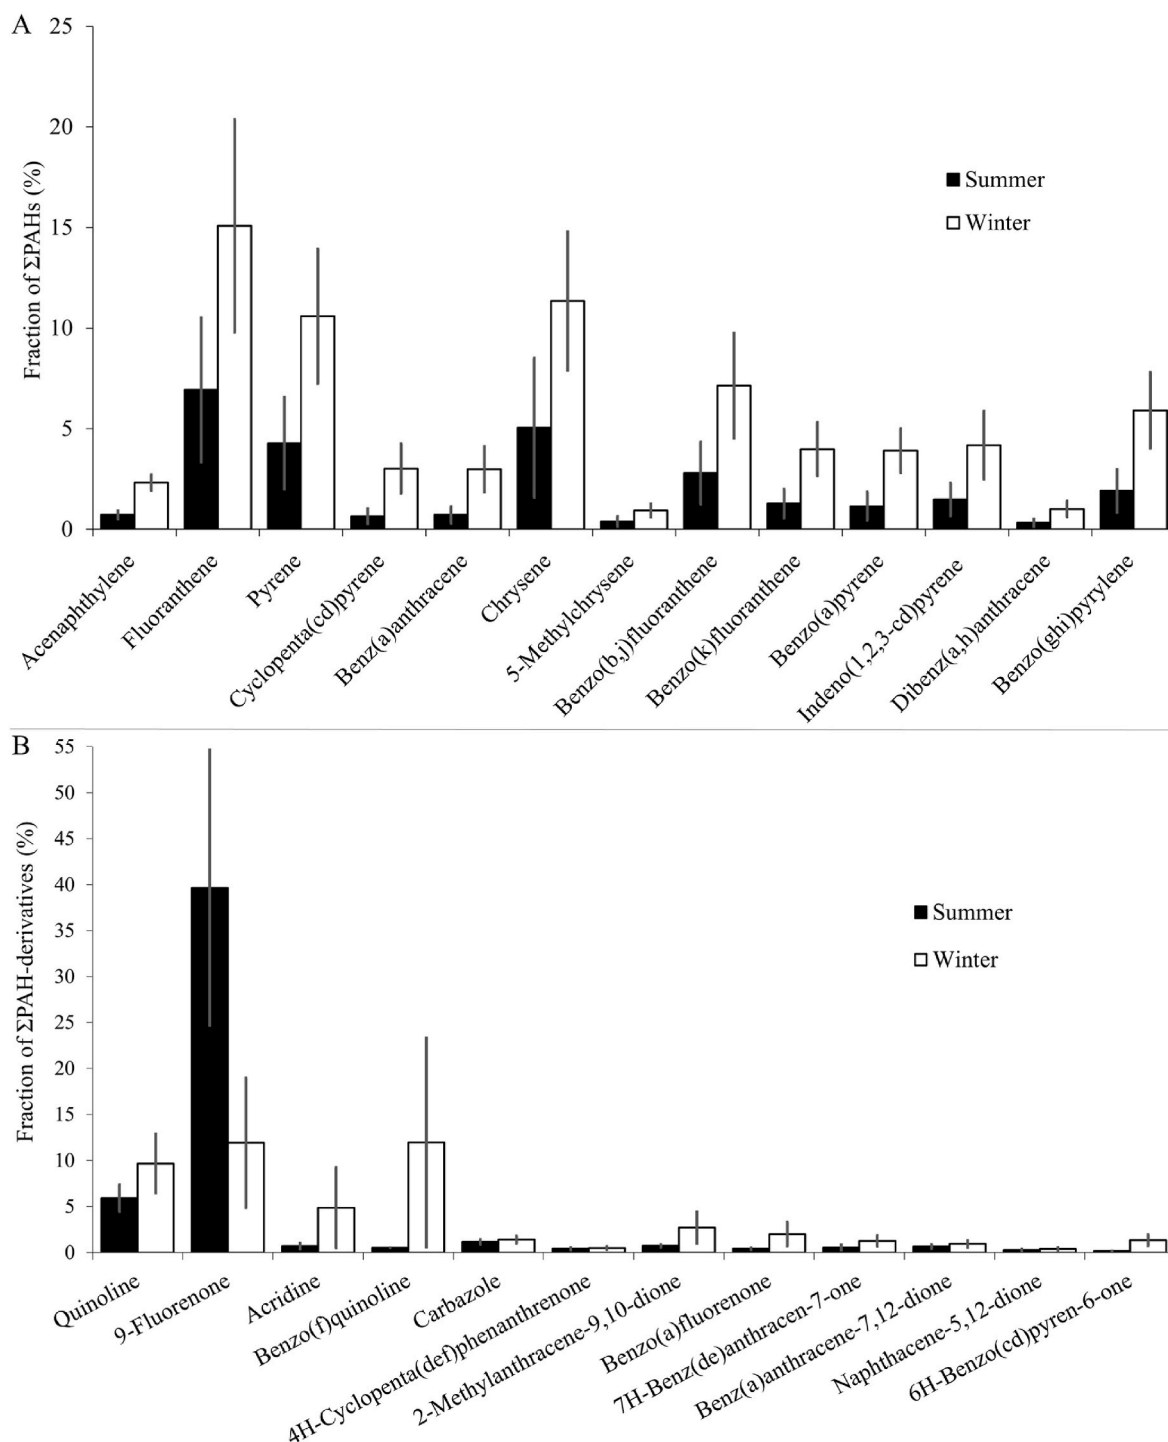 A
25
20
15
10
5
0
Fraction of ΣPAHs (%)
Summer
Winter
Acenaphthylene
Fluoranthene
Pyrene
Cyclopenta(cd)pyrene
Benz(a)anthracene
Chrysene
5-Methylchrysene
Benzo(b,j)fluoranthene
Benzo(k)fluoranthene
Benzo(a)pyrene
Indeno(1,2,3-cd)pyrene
Dibenz(a,h)anthracene
Benzo(ghi)pyrylene
B
55
50
45
40
35
30
25
20
15
10
5
0
Fraction of ΣPAH-derivatives (%)
Summer
Winter
Quinoline
9-Fluorenone
Acridine
Benzo(f)quinoline
Carbazole
4H-Cyclopenta(def)phenanthrenone
2-Methylanthracene-9,10-dione
Benzo(a)fluorenone
7H-Benz(de)anthracen-7-one
Benz(a)anthracene-7,12-dione
Naphthacene-5,12-dione
6H-Benzo(cd)pyren-6-one